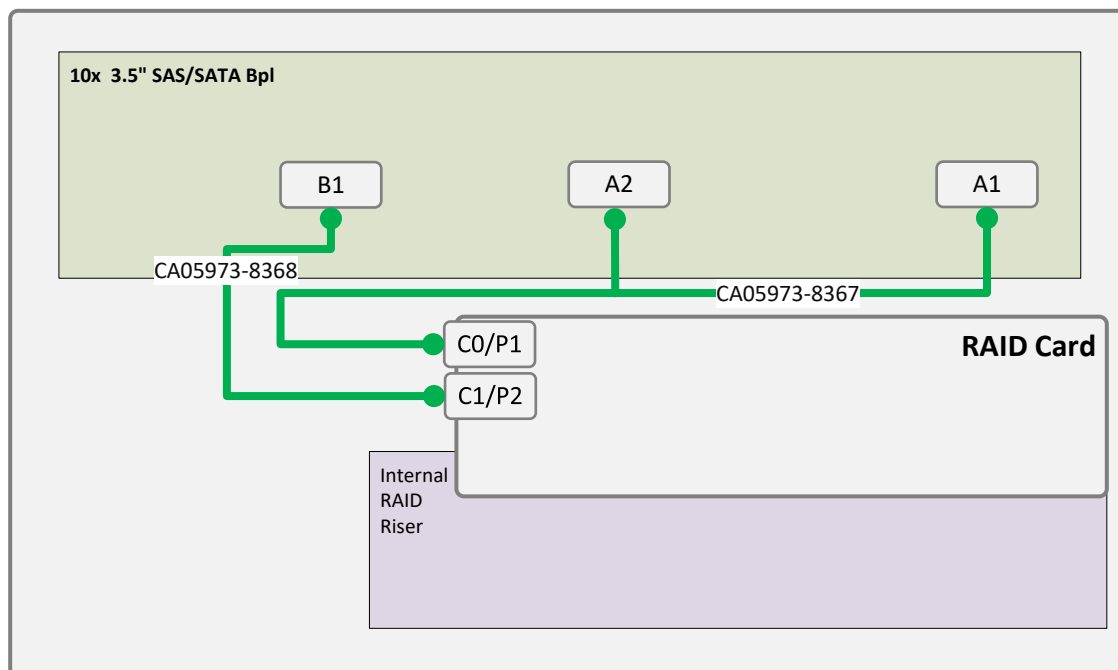 10x 3.5" SAS/SATA Bpl
B1
A2
A1
CA05973-8368
CA05973-8367
C0/P1
RAID Card
C1/P2
Internal
RAID
Riser